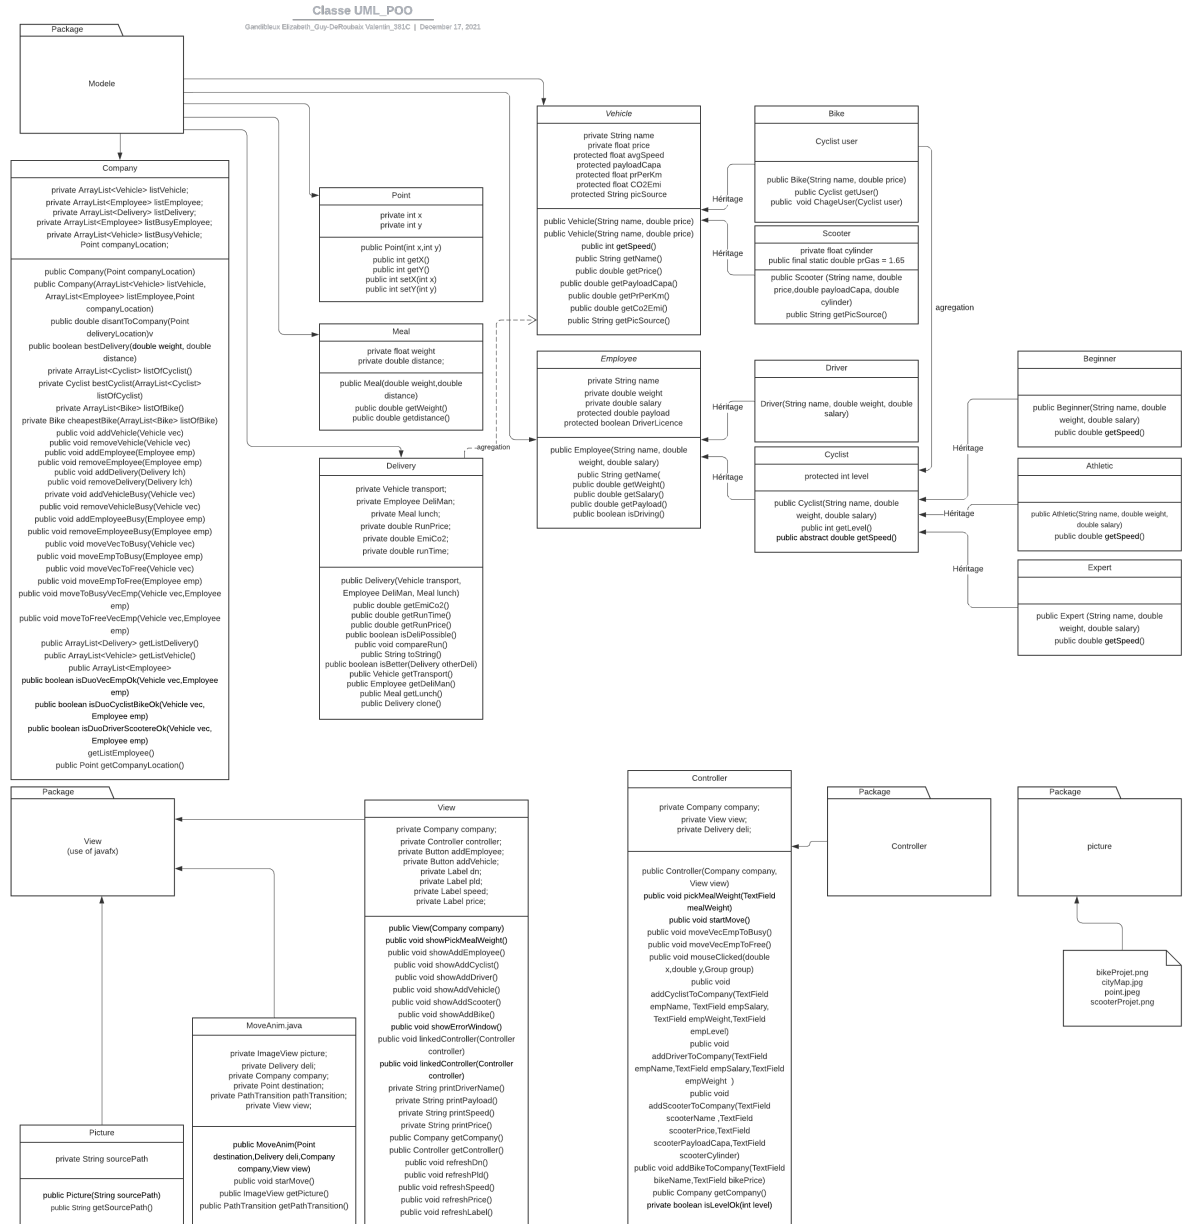 Classe UML_POO
Gandibleux Elizabeth_Guy-DeRoubaix Valentin_381C | December 17, 2021
Package
Modele
Company
private ArrayList<Vehicle> listVehicle;
private ArrayList<Employee> listEmployee;
private ArrayList<Delivery> listDelivery;
private ArrayList<Employee> listBusyEmployee;
private ArrayList<Vehicle> listBusyVehicle;
Point companyLocation;
public Company(Point companyLocation)
public Company(ArrayList<Vehicle> listVehicle,
ArrayList<Employee> listEmployee,Point
companyLocation)
public double disantToCompany(Point
deliveryLocation)v
public boolean bestDelivery(double weight, double
distance)
private ArrayList<Cyclist> listOfCyclist()
private Cyclist bestCyclist(ArrayList<Cyclist>
listOfCyclist)
private ArrayList<Bike> listOfBike()
private Bike cheapestBike(ArrayList<Bike> listOfBike)
public void addVehicle(Vehicle vec)
public void removeVehicle(Vehicle vec)
public void addEmployee(Employee emp)
public void removeEmployee(Employee emp)
public void addDelivery(Delivery lch)
public void removeDelivery(Delivery lch)
private void addVehicleBusy(Vehicle vec)
public void removeVehicleBusy(Vehicle vec)
public void addEmployeeBusy(Employee emp)
public void removeEmployeeBusy(Employee emp)
public void moveVecToBusy(Vehicle vec)
public void moveEmpToBusy(Employee emp)
public void moveVecToFree(Vehicle vec)
public void moveEmpToFree(Employee emp)
public void moveToBusyVecEmp(Vehicle vec,Employee
emp)
public void moveToFreeVecEmp(Vehicle vec,Employee
emp)
public ArrayList<Delivery> getListDelivery()
public ArrayList<Vehicle> getListVehicle()
public ArrayList<Employee>
public boolean isDuoVecEmpOk(Vehicle vec,Employee
emp)
public boolean isDuoCyclistBikeOk(Vehicle vec,
Employee emp)
public boolean isDuoDriverScootereOk(Vehicle vec,
Employee emp)
getListEmployee()
public Point getCompanyLocation()
Point
private int x
private int y
public Point(int x,int y)
public int getX()
public int getY()
public int setX(int x)
public int setY(int y)
Meal
private float weight
private double distance;
public Meal(double weight,double
distance)
public double getWeight()
public double getdistance()
agregation
Delivery
private Vehicle transport;
private Employee DeliMan;
private Meal lunch;
private double RunPrice;
private double EmiCo2;
private double runTime;
public Delivery(Vehicle transport,
Employee DeliMan, Meal lunch)
public double getEmiCo2()
public double getRunTime()
public double getRunPrice()
public boolean isDeliPossible()
public void compareRun()
public String toString()
public boolean isBetter(Delivery otherDeli)
public Vehicle getTransport()
public Employee getDeliMan()
public Meal getLunch()
public Delivery clone()
Vehicle
private String name
private float price
protected float avgSpeed
protected payloadCapa
protected float prPerKm
protected float CO2Emi
protected String picSource
public Vehicle(String name, double price)
public Vehicle(String name, double price)
public int getSpeed()
public String getName()
public double getPrice()
public double getPayloadCapa()
public double getPrPerKm()
public double getCo2Emi()
public String getPicSource()
Héritage
Bike
Cyclist user
public Bike(String name, double price)
public Cyclist getUser()
public void ChageUser(Cyclist user)
Scooter
private float cylinder
public final static double prGas = 1.65
public Scooter (String name, double
price,double payloadCapa, double
cylinder)
public String getPicSource()
agregation
Employee
private String name
private double weight
private double salary
protected double payload
protected boolean DriverLicence
public Employee(String name, double
weight, double salary)
public String getName(
public double getWeight()
public double getSalary()
public double getPayload()
public boolean isDriving()
Héritage
Héritage
Driver
Driver(String name, double weight, double
salary)
Cyclist
protected int level
public Cyclist(String name, double
weight, double salary)
public int getLevel()
public abstract double getSpeed()
Héritage
Héritage
Héritage
Beginner
public Beginner(String name, double
weight, double salary)
public double getSpeed()
Athletic
public Athletic(String name, double weight,
double salary)
public double getSpeed()
Expert
public Expert (String name, double
weight, double salary)
public double getSpeed()
Package
View
(use of javafx)
Picture
private String sourcePath
public Picture(String sourcePath)
public String getSourcePath()
MoveAnim.java
private ImageView picture;
private Delivery deli;
private Company company;
private Point destination;
private PathTransition pathTransition;
private View view;
public MoveAnim(Point
destination,Delivery deli,Company
company,View view)
public void starMove()
public ImageView getPicture()
public PathTransition getPathTransition()
View
private Company company;
private Controller controller;
private Button addEmployee;
private Button addVehicle;
private Label dn;
private Label pld;
private Label speed;
private Label price;
public View(Company company)
public void showPickMealWeight()
public void showAddEmployee()
public void showAddCyclist()
public void showAddDriver()
public void showAddVehicle()
public void showAddScooter()
public void showAddBike()
public void showErrorWindow()
public void linkedController(Controller
controller)
public void linkedController(Controller
controller)
private String printDriverName()
private String printPayload()
private String printSpeed()
private String printPrice()
public Company getCompany()
public Controller getController()
public void refreshDn()
public void refreshPld()
public void refreshSpeed()
public void refreshPrice()
public void refreshLabel()
Controller
private Company company;
private View view;
private Delivery deli;
public Controller(Company company,
View view)
public void pickMealWeight(TextField
mealWeight)
public void startMove()
public void moveVecEmpToBusy()
public void moveVecEmpToFree()
public void mouseClicked(double
x,double y,Group group)
public void
addCyclistToCompany(TextField
empName, TextField empSalary,
TextField empWeight,TextField
empLevel)
public void
addDriverToCompany(TextField
empName,TextField empSalary,TextField
empWeight )
public void
addScooterToCompany(TextField
scooterName ,TextField
scooterPrice,TextField
scooterPayloadCapa,TextField
scooterCylinder)
public void addBikeToCompany(TextField
bikeName,TextField bikePrice)
public Company getCompany()
private boolean isLevelOk(int level)
Package
Controller
Package
picture
bikeProjet.png
cityMap.jpg
point.jpeg
scooterProjet.png